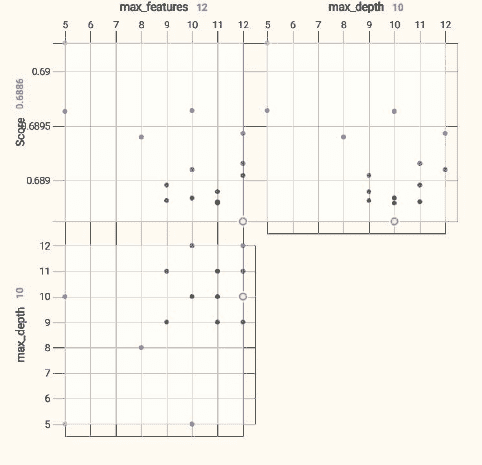 max_features 12
max_depth 10
5 6 7 8 9 10 11 12
5 6 7 8 9 10 11 12
Score 0.6886
0.69
0.6895
0.689
max_depth 10
12
11
10
9
8
7
6
5